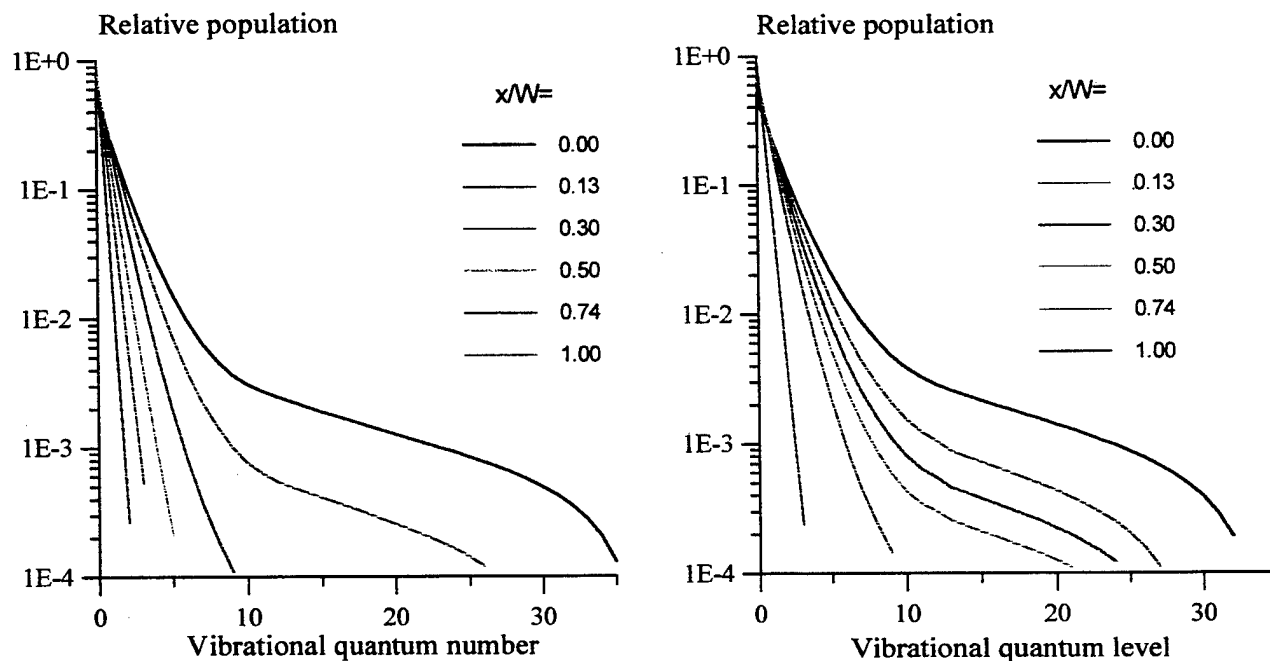 Relative population
1E+0
1E-1
1E-2
1E-3
1E-4
x/W=
0.00
0.13
0.30
0.50
0.74
1.00
0
10
20
30
Vibrational quantum number
Relative population
1E+0
1E-1
1E-2
1E-3
1E-4
x/W=
0.00
0.13
0.30
0.50
0.74
1.00
0
10
20
30
Vibrational quantum level